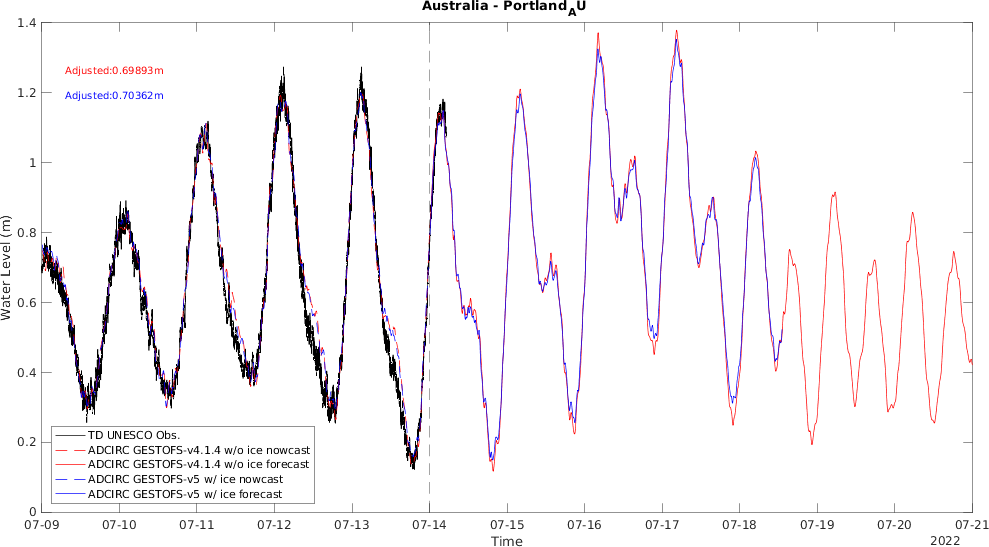 Australia - Portland_AU
1.4
1.2
1
0.8
0.6
0.4
0.2
0
Water Level (m)
Adjusted:0.69893m
Adjusted:0.70362m
TD UNESCO Obs.
ADCIRC GESTOFS-v4.1.4 w/o ice nowcast
ADCIRC GESTOFS-v4.1.4 w/o ice forecast
ADCIRC GESTOFS-v5 w/ ice nowcast
ADCIRC GESTOFS-v5 w/ ice forecast
07-09 07-10 07-11 07-12 07-13 07-14 07-15 07-16 07-17 07-18 07-19 07-20 07-21
Time
2022